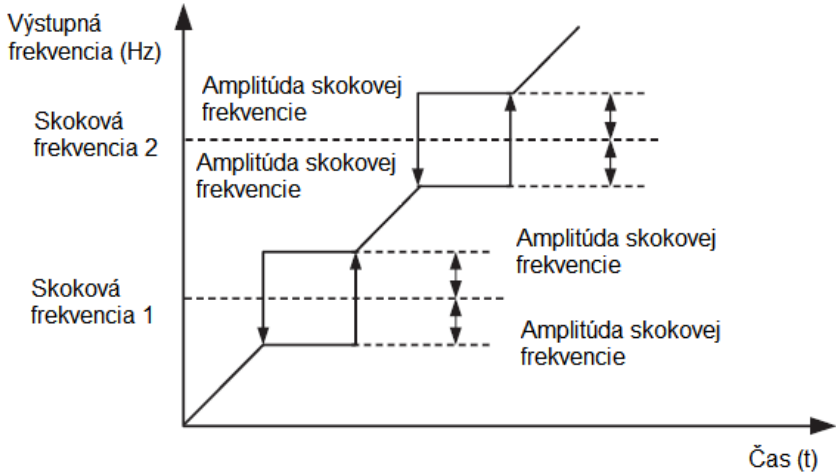 Výstupná
frekvencia (Hz)
Amplitúda skokovej
frekvencie
Skoková
frekvencia 2
Amplitúda skokovej
frekvencie
Amplitúda skokovej
frekvencie
Skoková
frekvencia 1
Amplitúda skokovej
frekvencie
Čas (t)